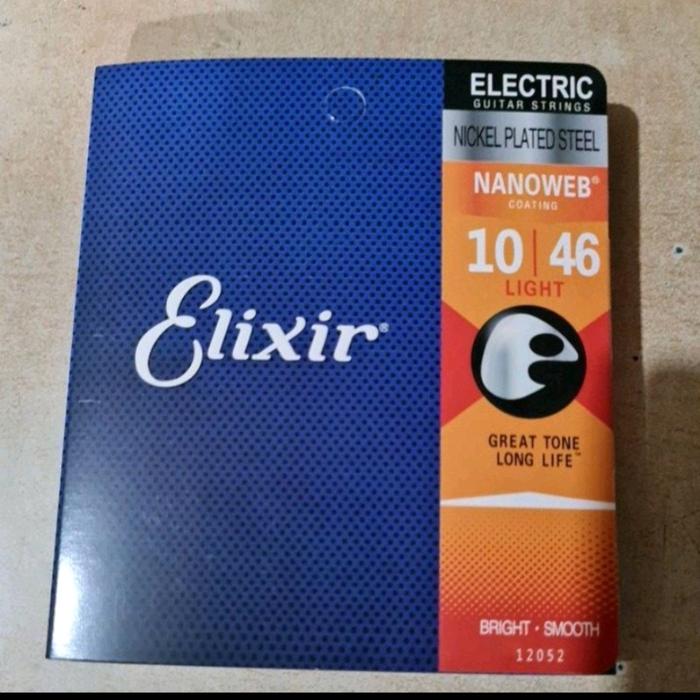 ELECTRIC
GUITAR STRINGS
NICKEL PLATED STEEL
NANOWEB®
COATING
10 | 46
LIGHT
Elixir®
GREAT TONE
LONG LIFE™
BRIGHT • SMOOTH
12052